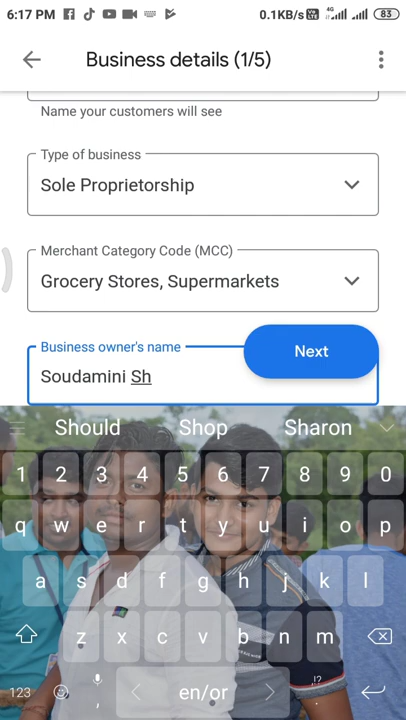 6:17 PM 0.1KB/s 4G 83
Business details (1/5)
Name your customers will see
Type of business
Sole Proprietorship
Merchant Category Code (MCC)
Grocery Stores, Supermarkets
Business owner's name
Next
Soudamini Sh
Should Shop Sharon
1 2 3 4 5 6 7 8 9 0
q w e r t y u i o p
a s d f g h j k l
z x c v b n m
123 , en/or ,!? .